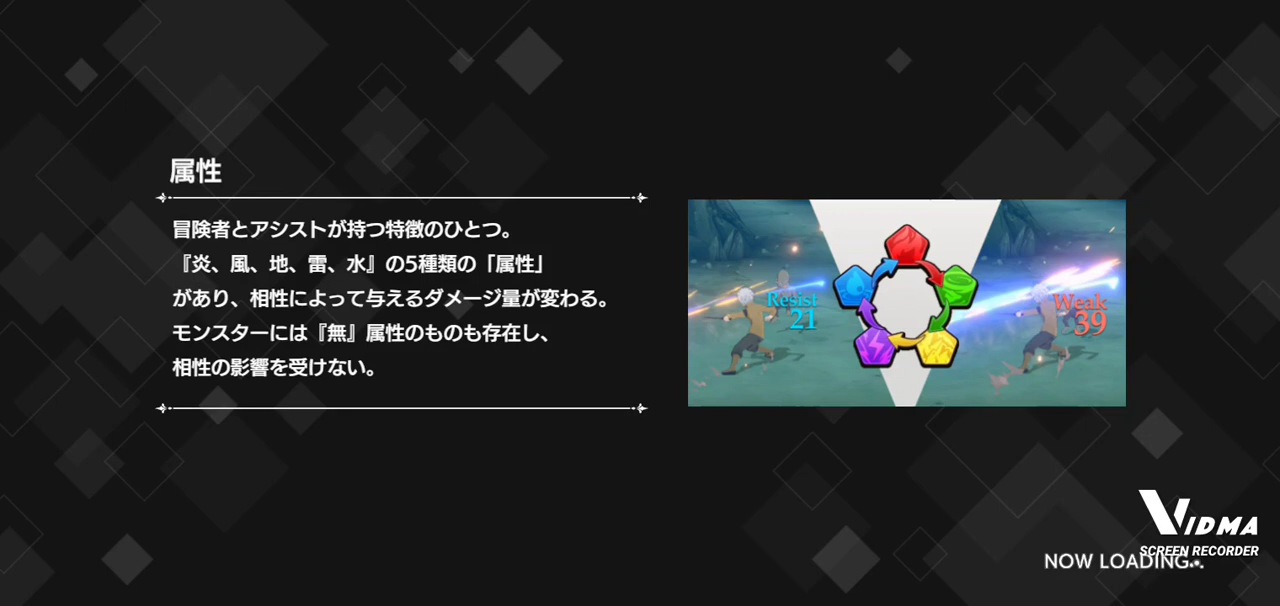 属性
冒険者とアシストが持つ特徴のひとつ。
『炎、風、地、雷、水』の5種類の「属性」
があり、相性によって与えるダメージ量が変わる。
モンスターには『無』属性のものも存在し、
相性の影響を受けない。
Resist
21
Weak
39
VIDMA
SCREEN RECORDER
NOW LOADING...